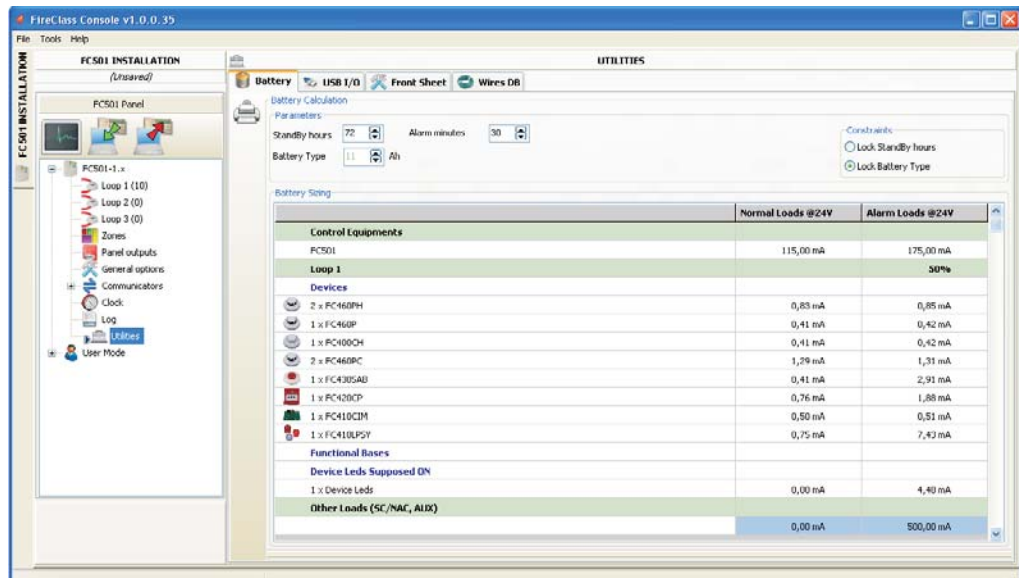 FireClass Console v1.0.0.35
File Tools Help
FC501 INSTALLATION
FC501 INSTALLATION
(Unsaved)
FC501 Panel
FC501-1.x
Loop 1 (10)
Loop 2 (0)
Loop 3 (0)
Zones
Panel outputs
General options
Communicators
Clock
Log
Utilities
User Mode
UTILITIES
Battery USB I/O Front Sheet Wires DB
Battery Calculation
Parameters
StandBy hours 72 Alarm minutes 30
Battery Type 11 Ah
Constraints
Lock StandBy hours
Lock Battery Type
Battery Sizing
Normal Loads @24V Alarm Loads @24V
Control Equipments
FC501 115,00 mA 175,00 mA
Loop 1 50%
Devices
2 x FC460PH 0,83 mA 0,85 mA
1 x FC460P 0,41 mA 0,42 mA
1 x FC400CH 0,41 mA 0,42 mA
2 x FC460PC 1,29 mA 1,31 mA
1 x FC430SAB 0,41 mA 2,91 mA
1 x FC420CP 0,76 mA 1,88 mA
1 x FC410CIM 0,50 mA 0,51 mA
1 x FC410LPSY 0,75 mA 7,43 mA
Functional Bases
Device Leds Supposed ON
1 x Device Leds 0,00 mA 4,40 mA
Other Loads (SC/NAC, AUX)
0,00 mA 500,00 mA